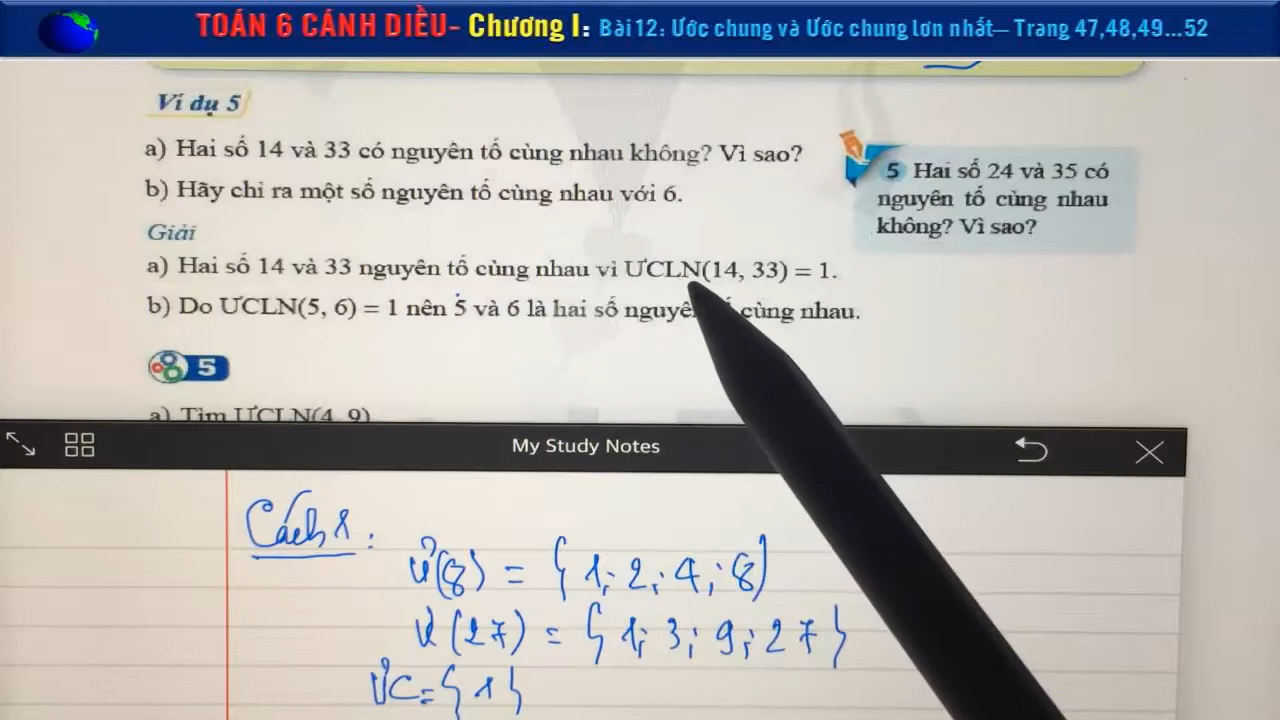 TOÁN 6 CÁNH DIỀU- Chương I: Bài 12: Ước chung và Ước chung lơn nhất– Trang 47,48,49...52
Ví dụ 5
a) Hai số 14 và 33 có nguyên tố cùng nhau không? Vì sao?
b) Hãy chỉ ra một số nguyên tố cùng nhau với 6.
5 Hai số 24 và 35 có
nguyên tố cùng nhau
không? Vì sao?
Giải
a) Hai số 14 và 33 nguyên tố cùng nhau vì ƯCLN(14, 33) = 1.
b) Do ƯCLN(5, 6) = 1 nên 5 và 6 là hai số nguyên cùng nhau.
5
a) Tìm ƯCLN(4, 9)
My Study Notes
Cách 1:
Ư(8) = { 1; 2; 4; 8}
Ư(27) = { 1; 3; 9; 27 }
ƯC = { 1 }